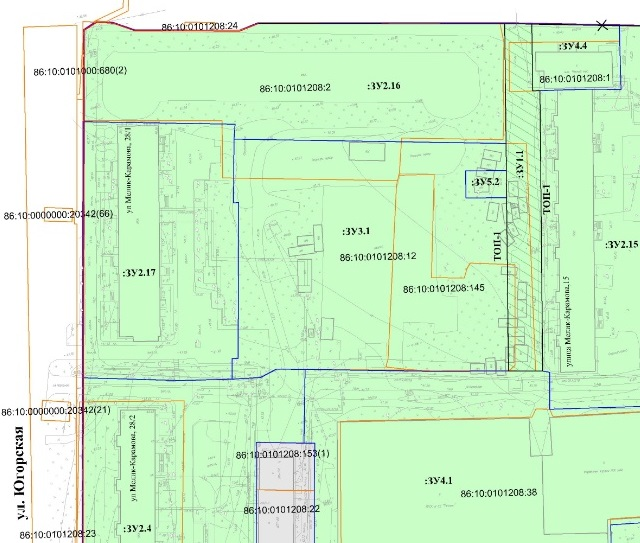 86:10:0101208:24
:ЗУ4.4
86:10:0101000:680(2)
86:10:0101208:1
86:10:0101208:2
:ЗУ2.16
ул Мелик-Карамова, 28/1
:ЗУ1.1
:ЗУ5.2
ТОП-1
86:10:0000000:20342(66)
:ЗУ3.1
ТОП-1
:ЗУ2.15
86:10:0101208:12
:ЗУ2.17
86:10:0101208:145
улица Мелик-Карамова,15
86:10:0000000:20342(21)
ул Мелик-Карамова, 28/2
ул. Югорская
86:10:0101208:153(1)
:ЗУ4.1
86:10:0101208:38
86:10:0101208:22
:ЗУ2.4
86:10:0101208:23